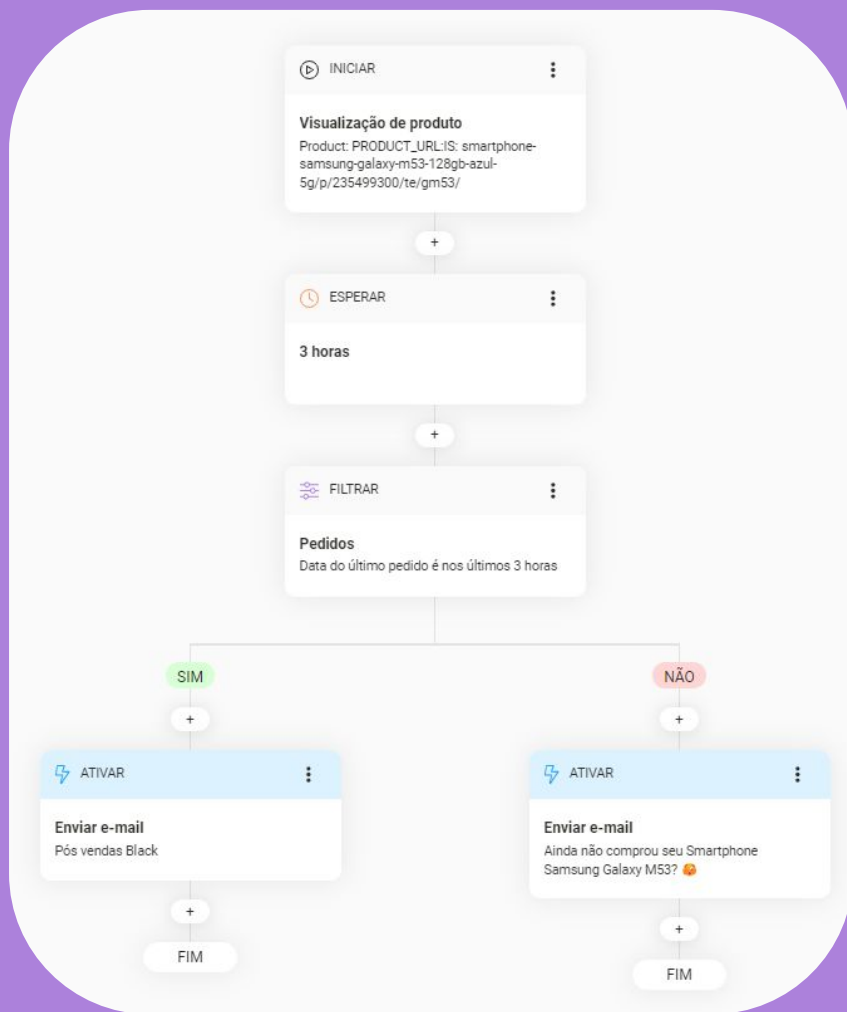 INICIAR
Visualização de produto
Product: PRODUCT_URL:IS: smartphone-
samsung-galaxy-m53-128gb-azul-
5g/p/235499300/te/gm53/
+
ESPERAR
3 horas
+
FILTRAR
Pedidos
Data do último pedido é nos últimos 3 horas
SIM
NÃO
+
+
ATIVAR
Enviar e-mail
Pós vendas Black
+
FIM
ATIVAR
Enviar e-mail
Ainda não comprou seu Smartphone
Samsung Galaxy M53? 🥵
+
FIM